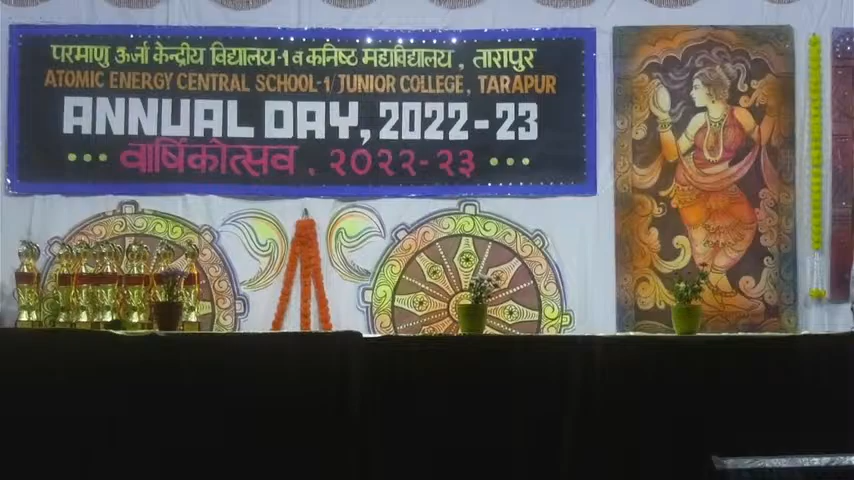 परमाणु ऊर्जा केन्द्रीय विद्यालय-१ व कनिष्ठ महाविद्यालय, तारापुर
ATOMIC ENERGY CENTRAL SCHOOL-1/JUNIOR COLLEGE, TARAPUR
ANNUAL DAY, 2022-23
वार्षिकोत्सव. २०२२-२३